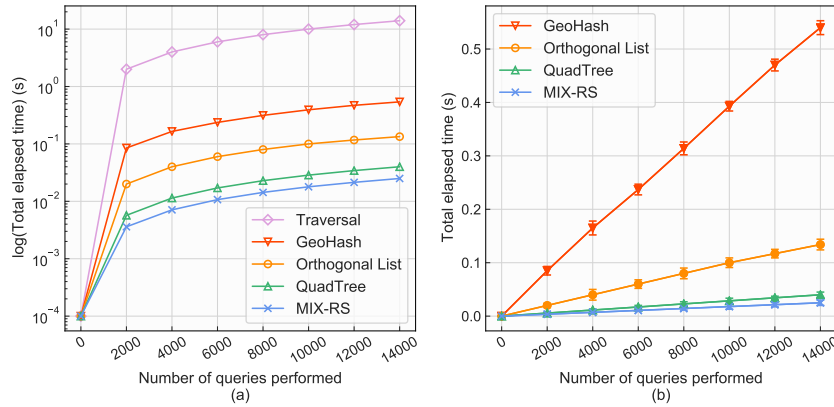 log(Total elapsed time) (s)
10^1
10^0
10^-1
10^-2
10^-3
10^-4
Traversal
GeoHash
Orthogonal List
QuadTree
MIX-RS
0 2000 4000 6000 8000 10000 12000 14000
Number of queries performed
(a)
Total elapsed time (s)
0.5
0.4
0.3
0.2
0.1
0.0
GeoHash
Orthogonal List
QuadTree
MIX-RS
0 2000 4000 6000 8000 10000 12000 14000
Number of queries performed
(b)